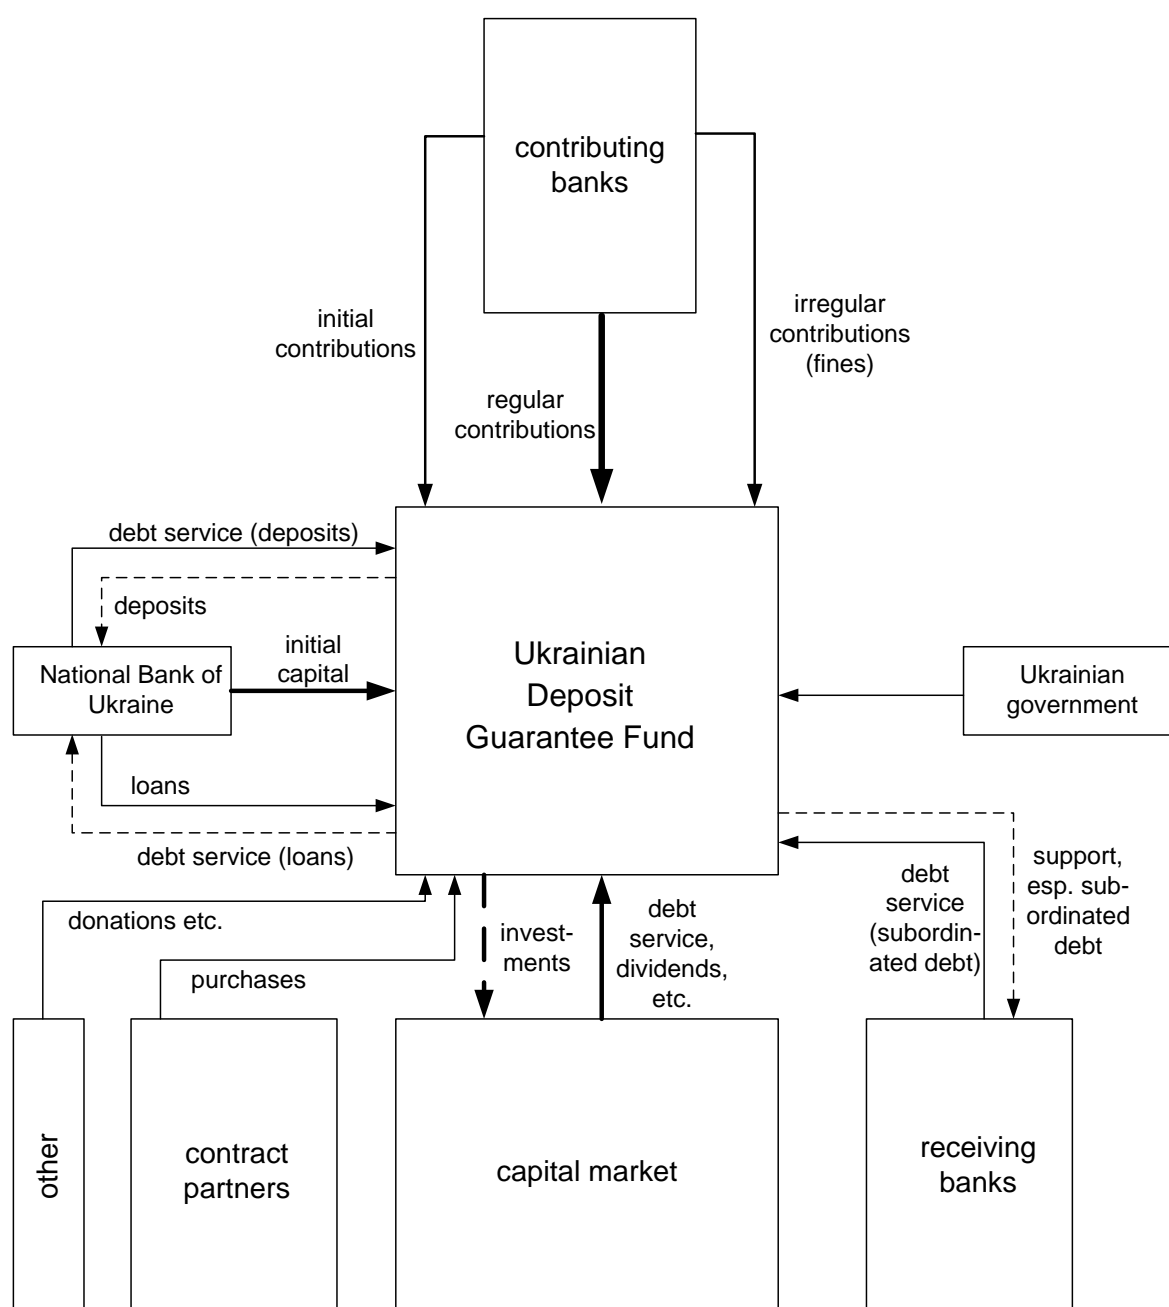 contributing
banks
initial
contributions
irregular
contributions
(fines)
regular
contributions
debt service (deposits)
deposits
initial
capital
National Bank of
Ukraine
Ukrainian
Deposit
Guarantee Fund
Ukrainian
government
loans
debt service (loans)
donations etc.
purchases
invest-
ments
debt
service,
dividends,
etc.
debt
service
(subordin-
ated debt)
support,
esp. sub-
ordinated
debt
other
contract
partners
capital market
receiving
banks